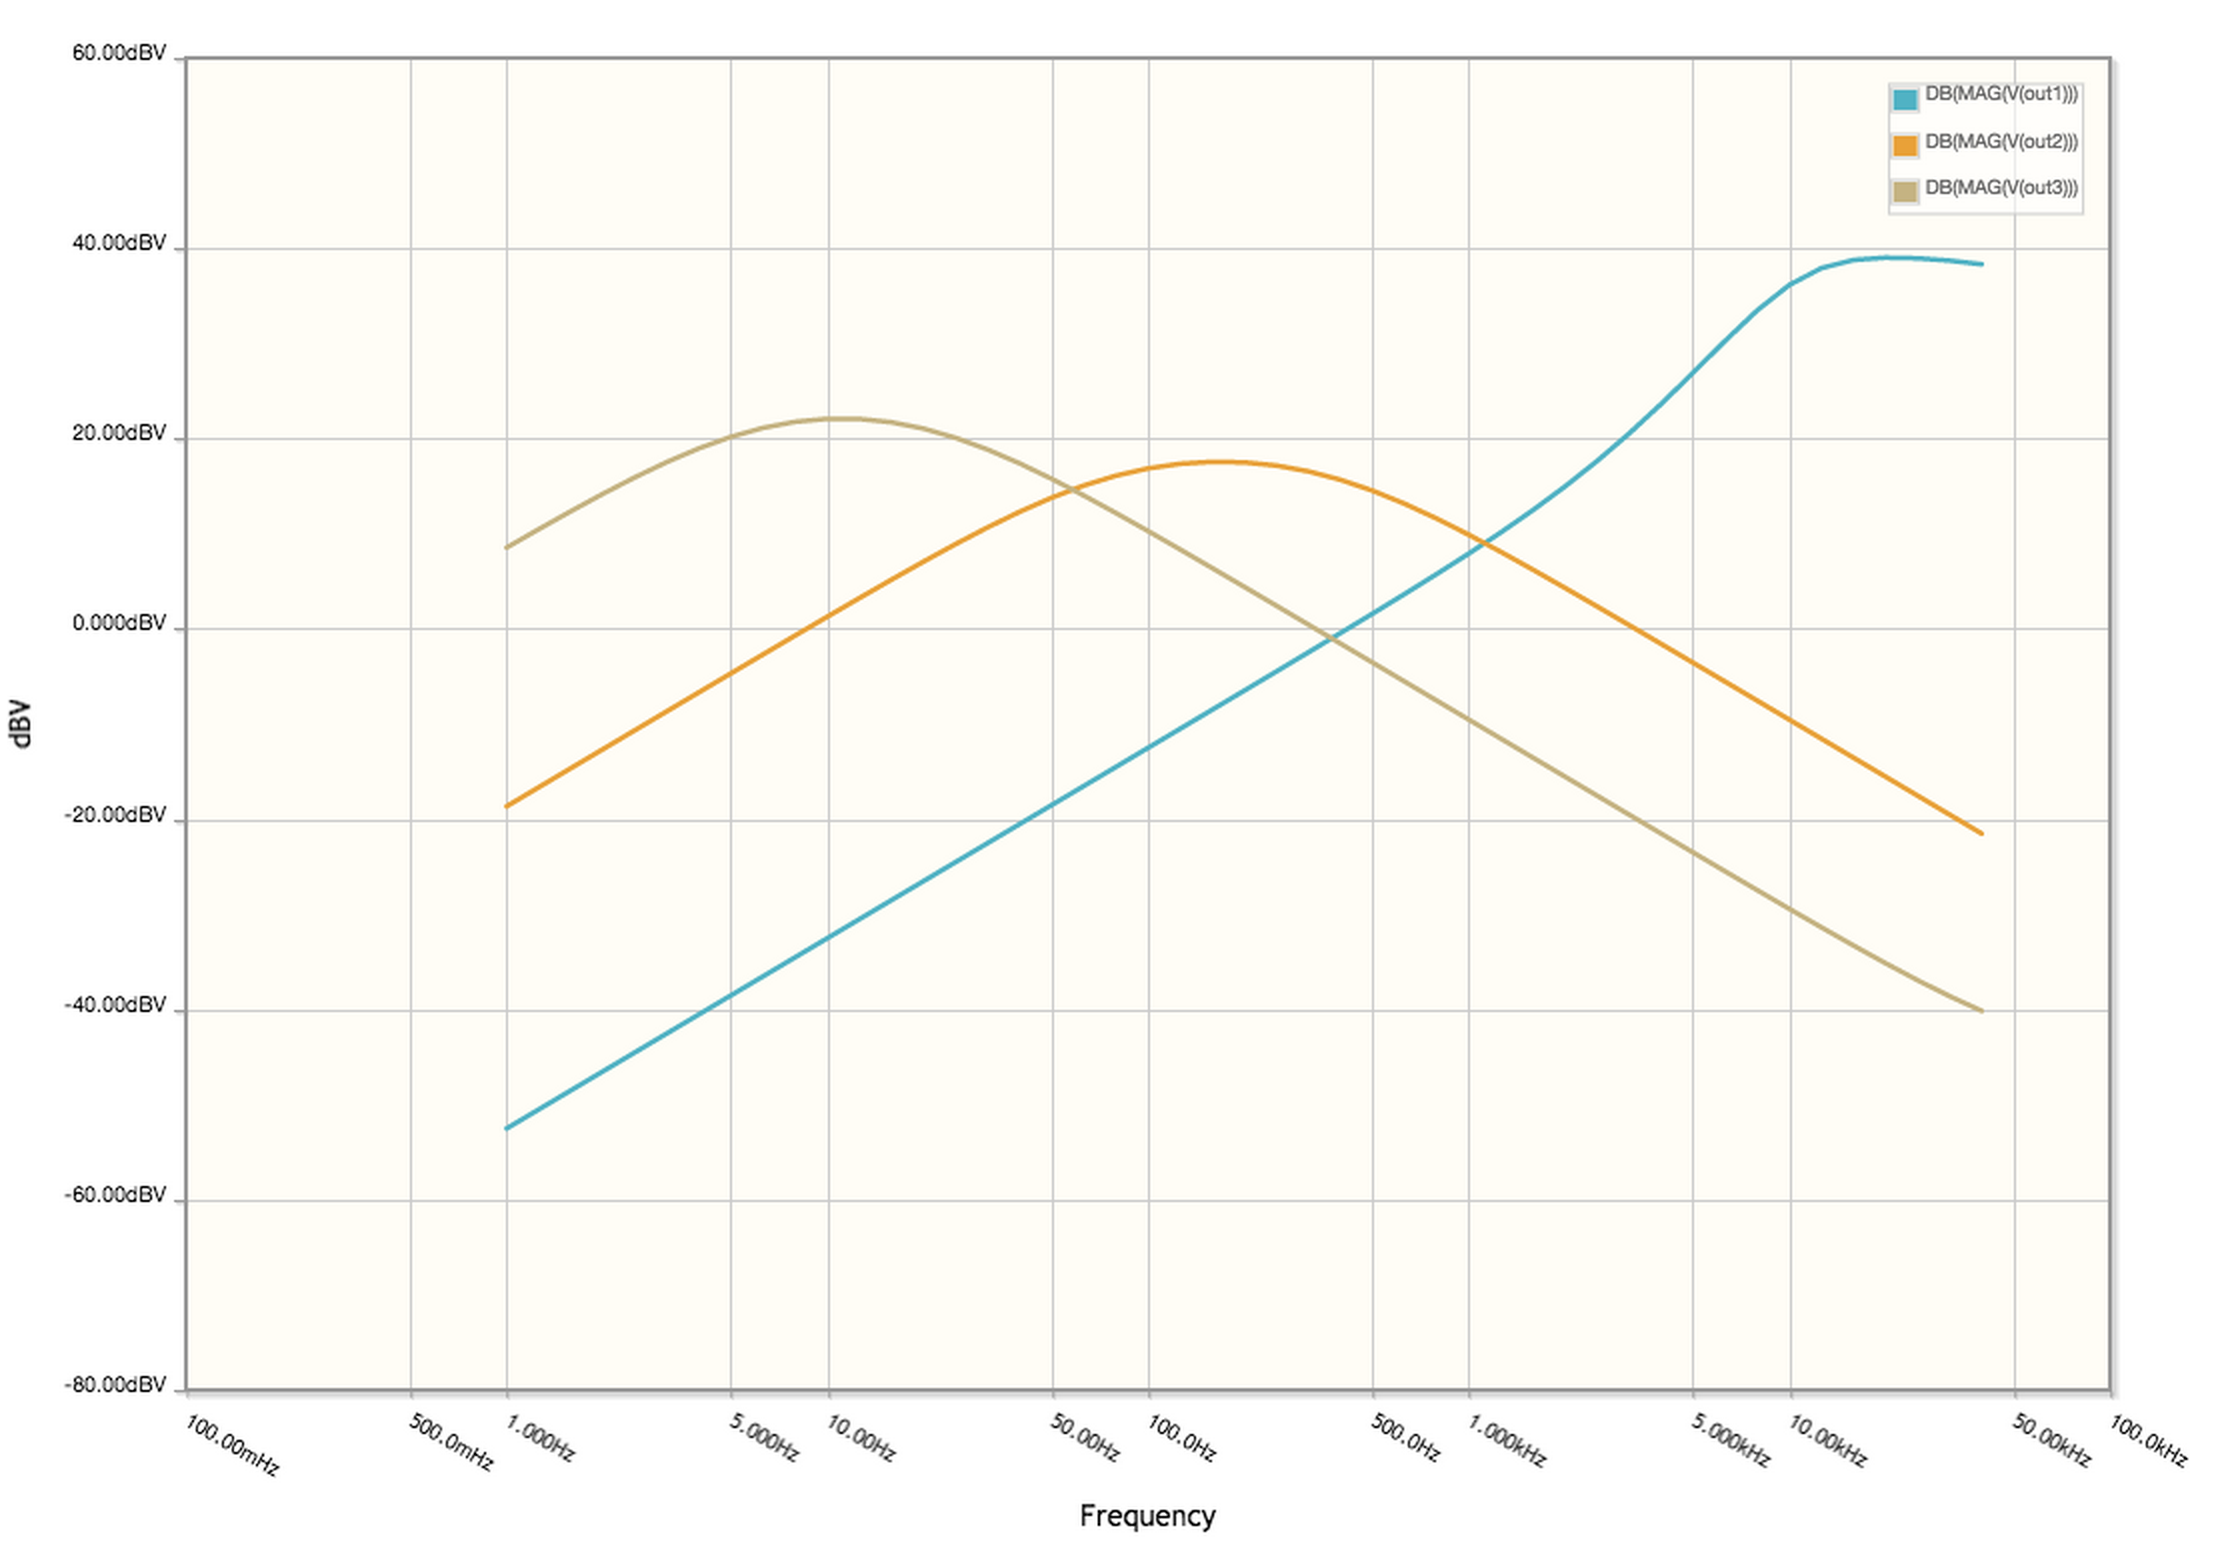 60.00dBV
40.00dBV
20.00dBV
0.000dBV
-20.00dBV
-40.00dBV
-60.00dBV
-80.00dBV
dBV
DB(MAG(V(out1)))
DB(MAG(V(out2)))
DB(MAG(V(out3)))
100.00mHz
500.0mHz
1.000Hz
5.000Hz
10.00Hz
50.00Hz
100.0Hz
500.0Hz
1.000kHz
5.000kHz
10.00kHz
50.00kHz
100.0kHz
Frequency